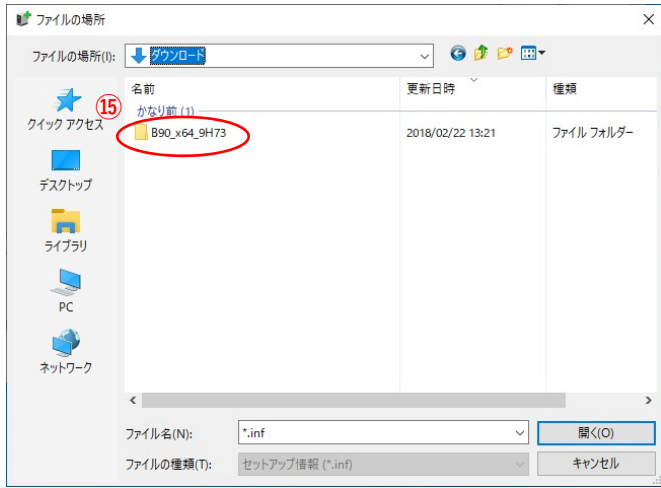 ファイルの場所
ファイルの場所(I):
ダウンロード
名前
更新日時
種類
⑮
かなり前 (1)
B90_x64_9H73
2018/02/22 13:21
ファイル フォルダー
クイック アクセス
デスクトップ
ライブラリ
PC
ネットワーク
ファイル名(N):
*.inf
開く(O)
ファイルの種類(T):
セットアップ情報 (*.inf)
キャンセル